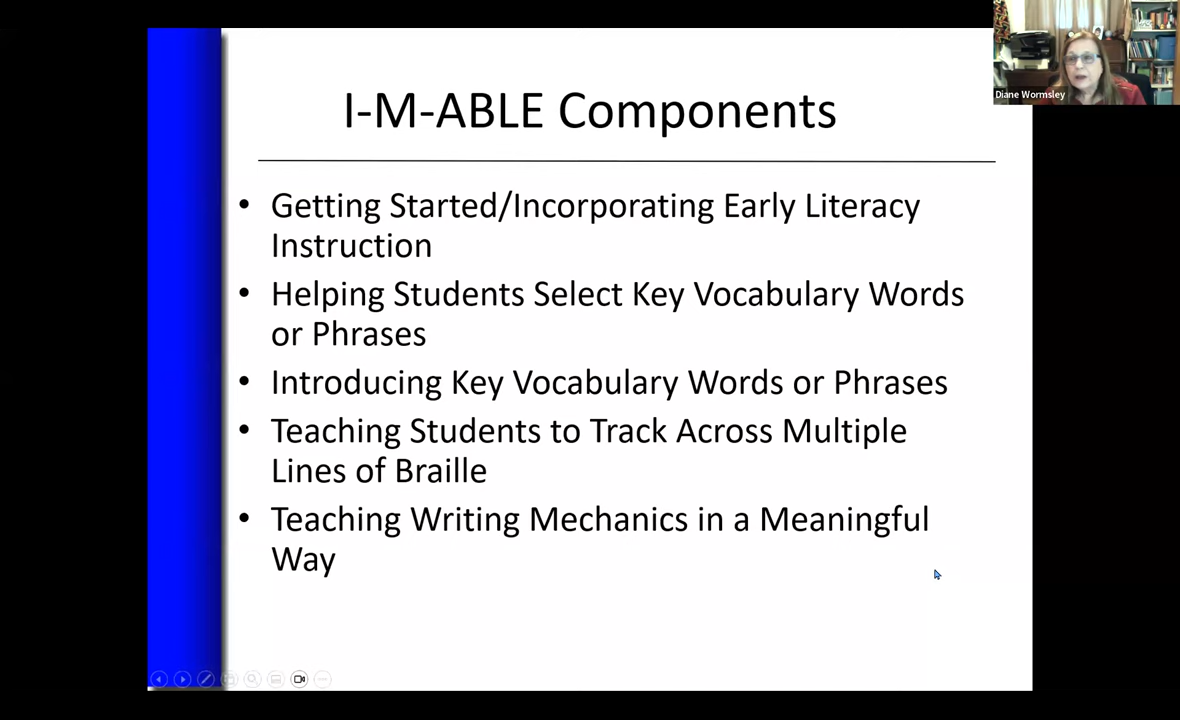 I-M-ABLE Components
• Getting Started/Incorporating Early Literacy
Instruction
• Helping Students Select Key Vocabulary Words
or Phrases
• Introducing Key Vocabulary Words or Phrases
• Teaching Students to Track Across Multiple
Lines of Braille
• Teaching Writing Mechanics in a Meaningful
Way
Diane Wormsley